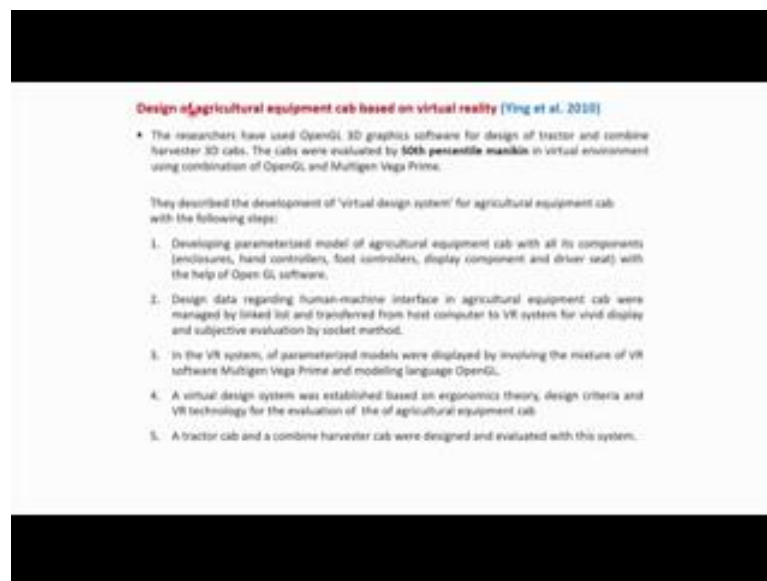 Design of agricultural equipment cab based on virtual reality (Ying et al. 2010)
• The researchers have used OpenGL 3D graphics software for design of tractor and combine
harvester 3D cabs. The cabs were evaluated by 50th percentile manikin in virtual environment
using combination of OpenGL and Multigen Vega Prime.
They described the development of 'virtual design system' for agricultural equipment cab
with the following steps:
1. Developing parameterized model of agricultural equipment cab with all its components
(enclosures, hand controllers, foot controllers, display component and driver seat) with
the help of Open GL software.
2. Design data regarding human-machine interface in agricultural equipment cab were
managed by linked list and transferred from host computer to VR system for vivid display
and subjective evaluation by socket method.
3. In the VR system, of parameterized models were displayed by involving the mixture of VR
software Multigen Vega Prime and modeling language OpenGL.
4. A virtual design system was established based on ergonomics theory, design criteria and
VR technology for the evaluation of the of agricultural equipment cab
5. A tractor cab and a combine harvester cab were designed and evaluated with this system.